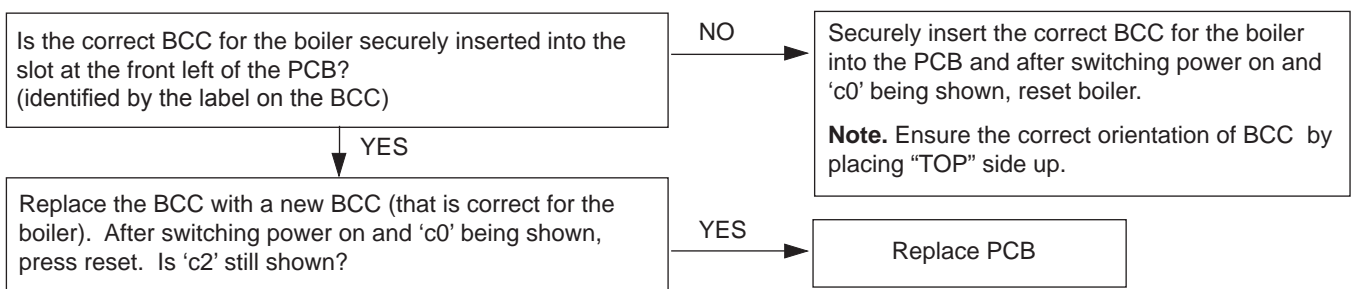 Is the correct BCC for the boiler securely inserted into the
slot at the front left of the PCB?
(identified by the label on the BCC)
NO
Securely insert the correct BCC for the boiler
into the PCB and after switching power on and
‘c0’ being shown, reset boiler.
Note. Ensure the correct orientation of BCC by
placing “TOP” side up.
YES
Replace the BCC with a new BCC (that is correct for the
boiler). After switching power on and ‘c0’ being shown,
press reset. Is ‘c2’ still shown?
YES
Replace PCB